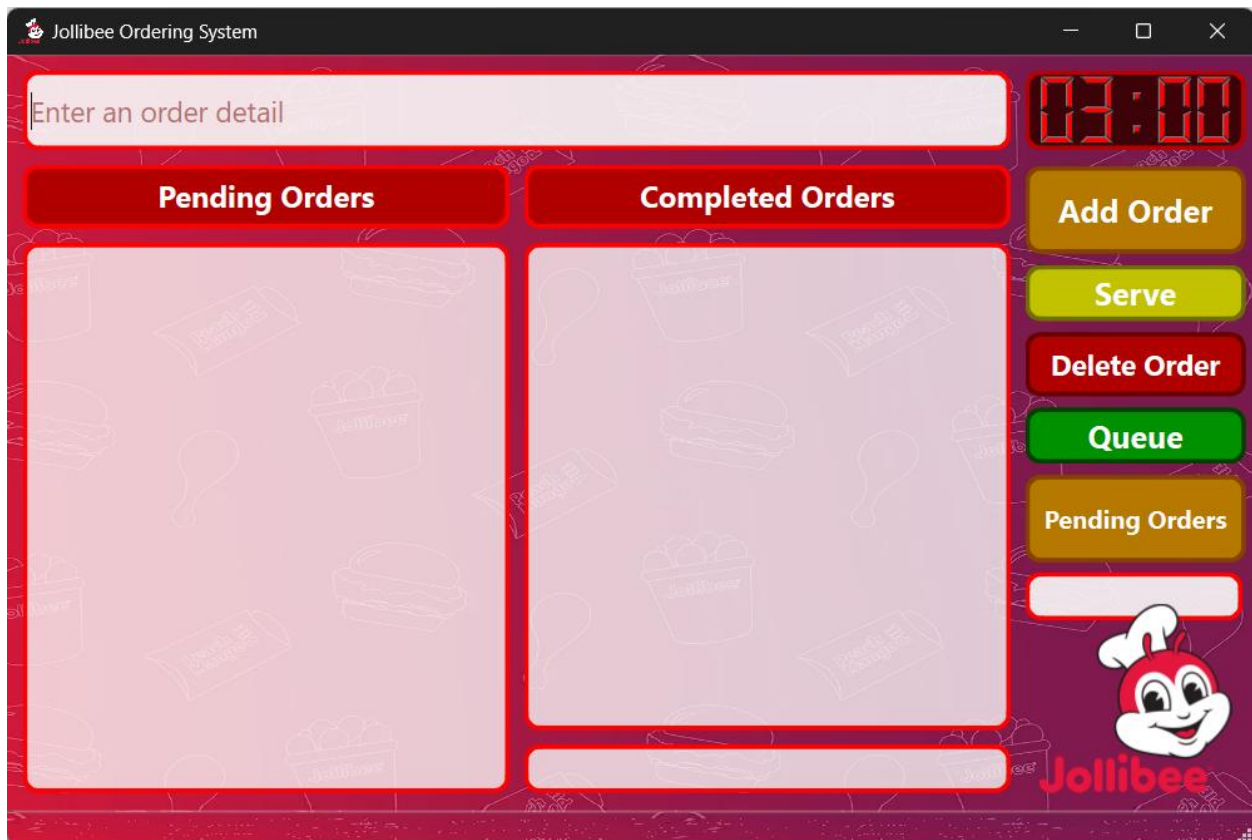 Jollibee Ordering System
Enter an order detail
03:00
Pending Orders
Completed Orders
Add Order
Serve
Delete Order
Queue
Pending Orders
Jollibee